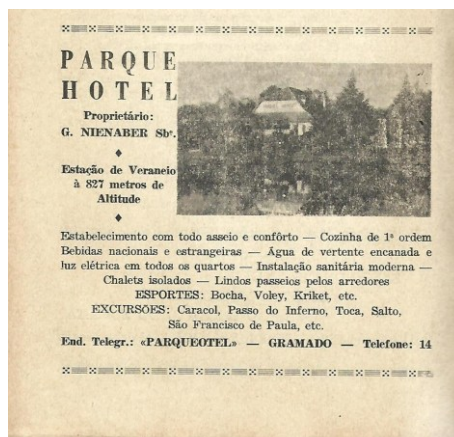 PARQUE
HOTEL
Proprietário:
G. NIENABER Sbº.
Estação de Veraneio
à 827 metros de
Altitude
Estabelecimento com todo asseio e confôrto — Cozinha de 1ª ordem
Bebidas nacionais e estrangeiras — Água de vertente encanada e
luz elétrica em todos os quartos — Instalação sanitária moderna —
Chalets isolados — Lindos passeios pelos arredores
ESPORTES: Bocha, Voley, Kriket, etc.
EXCURSÕES: Caracol, Passo do Inferno, Toca, Salto,
São Francisco de Paula, etc.
End. Telegr.: «PARQUEOTEL» — GRAMADO — Telefone: 14